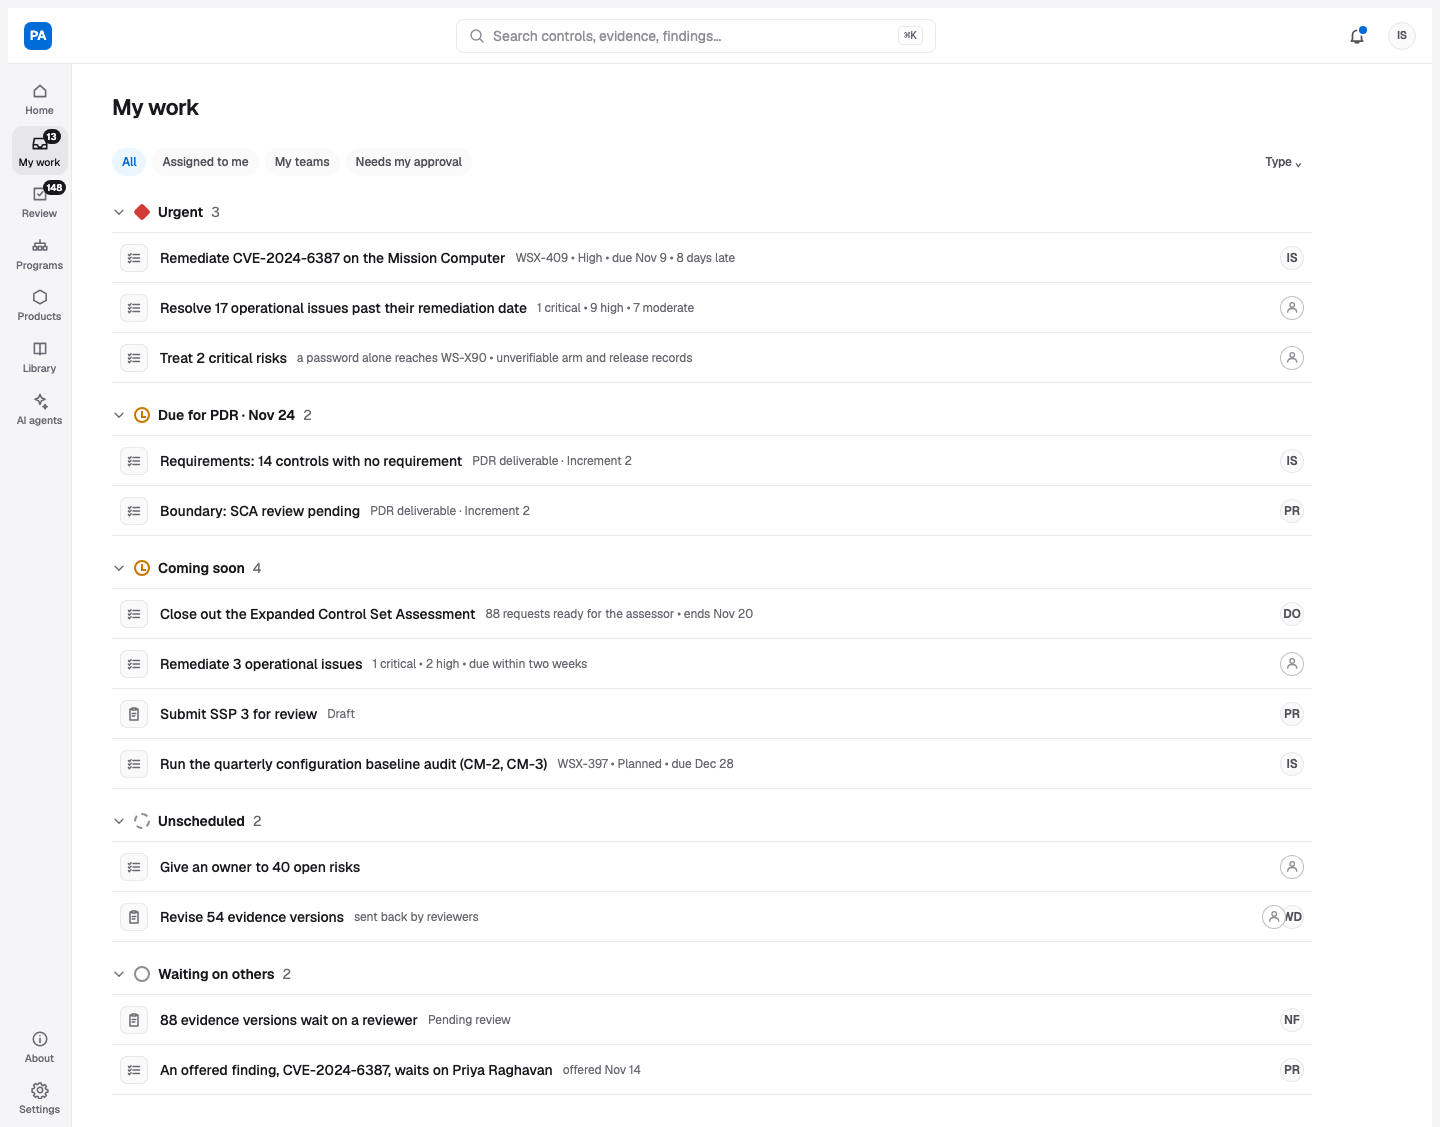 PA
Search controls, evidence, findings...
⌘K
IS
Home
13
My work
148
Review
Programs
Products
Library
AI agents
About
Settings
My work
All
Assigned to me
My teams
Needs my approval
Type
Urgent 3
Remediate CVE-2024-6387 on the Mission Computer WSX-409 • High • due Nov 9 • 8 days late IS
Resolve 17 operational issues past their remediation date 1 critical • 9 high • 7 moderate
Treat 2 critical risks a password alone reaches WS-X90 • unverifiable arm and release records
Due for PDR · Nov 24 2
Requirements: 14 controls with no requirement PDR deliverable · Increment 2 IS
Boundary: SCA review pending PDR deliverable · Increment 2 PR
Coming soon 4
Close out the Expanded Control Set Assessment 88 requests ready for the assessor • ends Nov 20 DO
Remediate 3 operational issues 1 critical • 2 high • due within two weeks
Submit SSP 3 for review Draft PR
Run the quarterly configuration baseline audit (CM-2, CM-3) WSX-397 • Planned • due Dec 28 IS
Unscheduled 2
Give an owner to 40 open risks
Revise 54 evidence versions sent back by reviewers WD
Waiting on others 2
88 evidence versions wait on a reviewer Pending review NF
An offered finding, CVE-2024-6387, waits on Priya Raghavan offered Nov 14 PR